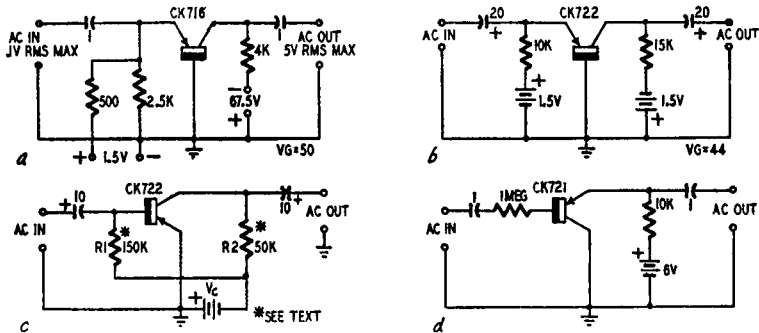 CK716
AC IN
.1V RMS MAX
1
1
AC OUT
5V RMS MAX
4K
500
2.5K
67.5V
+ 1.5V -
a
CK722
20
20
AC IN
AC OUT
10K
15K
1.5V
1.5V
VG=50
b
VG=44
CK722
10
10
AC OUT
AC IN
R1 150K
R2 50K
Vc
*SEE TEXT
c
CK721
1
1MEG
1
AC IN
AC OUT
10K
6V
d